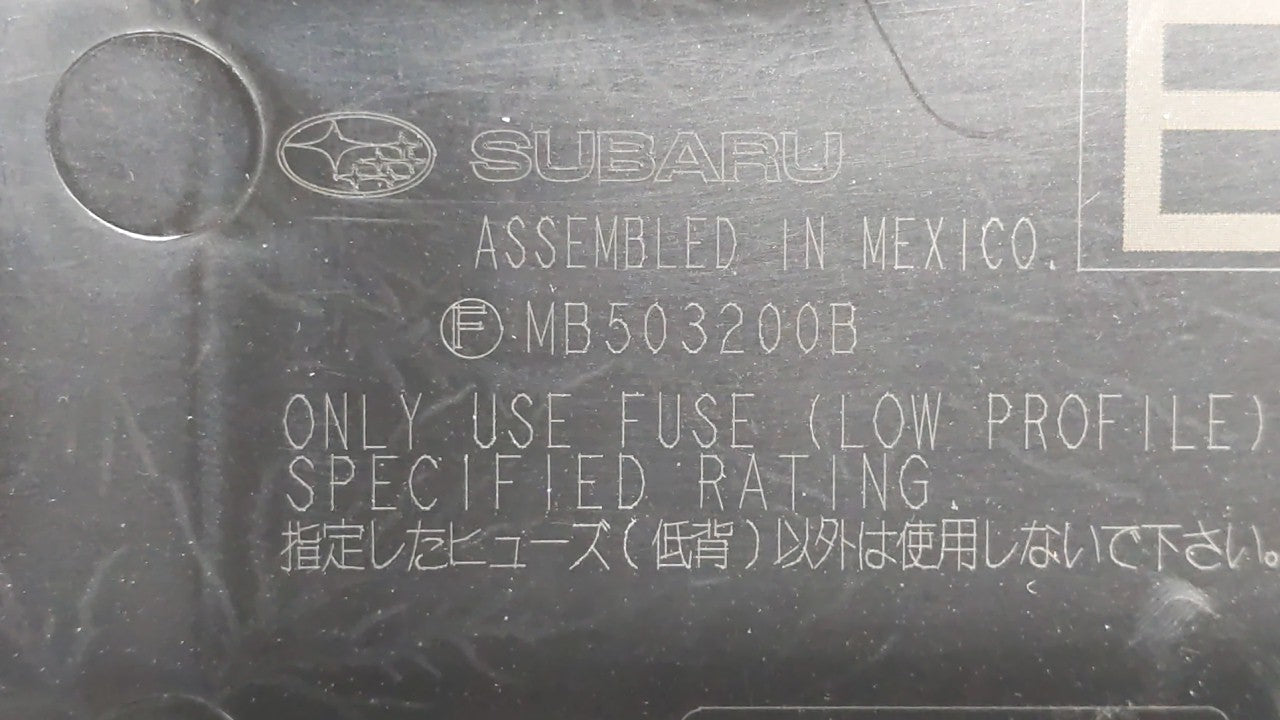 SUBARU
ASSEMBLED IN MEXICO.
Ⓕ MB503200B
ONLY USE FUSE (LOW PROFILE)
SPECIFIED RATING.
指定したヒューズ(低背)以外は使用しないで下さい。